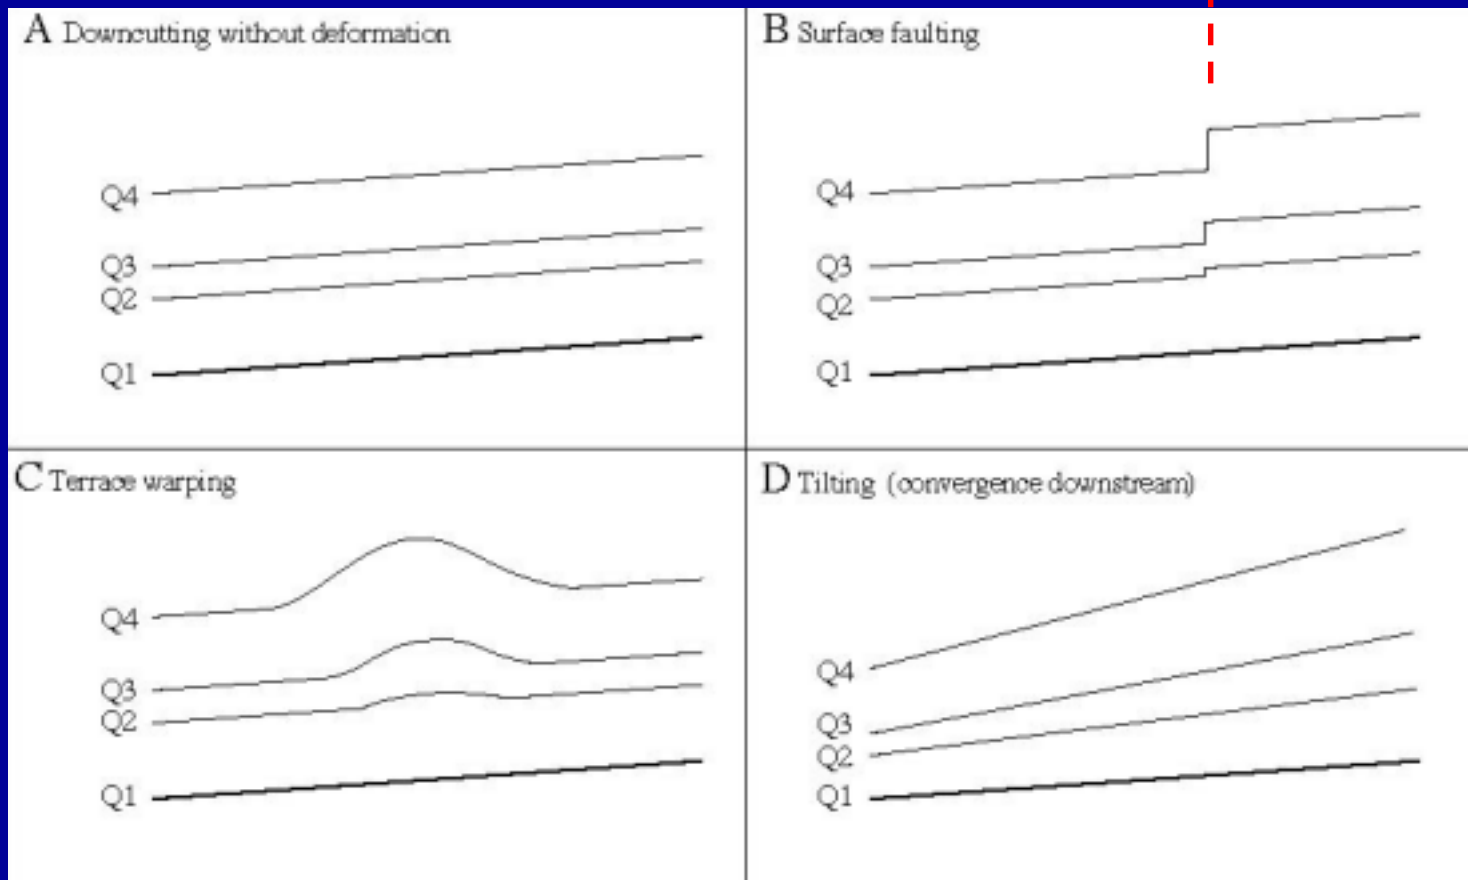 A Downcutting without deformation
Q4
Q3
Q2
Q1
B Surface faulting
Q4
Q3
Q2
Q1
C Terrace warping
Q4
Q3
Q2
Q1
D Tilting (convergence downstream)
Q4
Q3
Q2
Q1